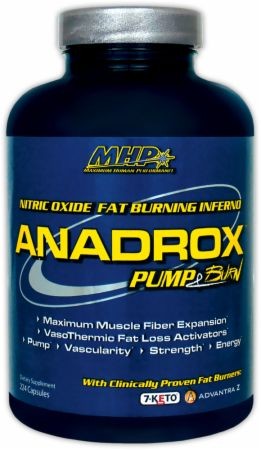 MHP
MAXIMUM HUMAN PERFORMANCE
NITRIC OXIDE FAT BURNING INFERNO
ANADROX
PUMP & BURN
› Maximum Muscle Fiber Expansion
› VasoThermic Fat Loss Activators
› Pump › Vascularity › Strength › Energy
With Clinically Proven Fat Burners:
Dietary Supplement
224 Capsules
7-KETO ADVANTRA Z